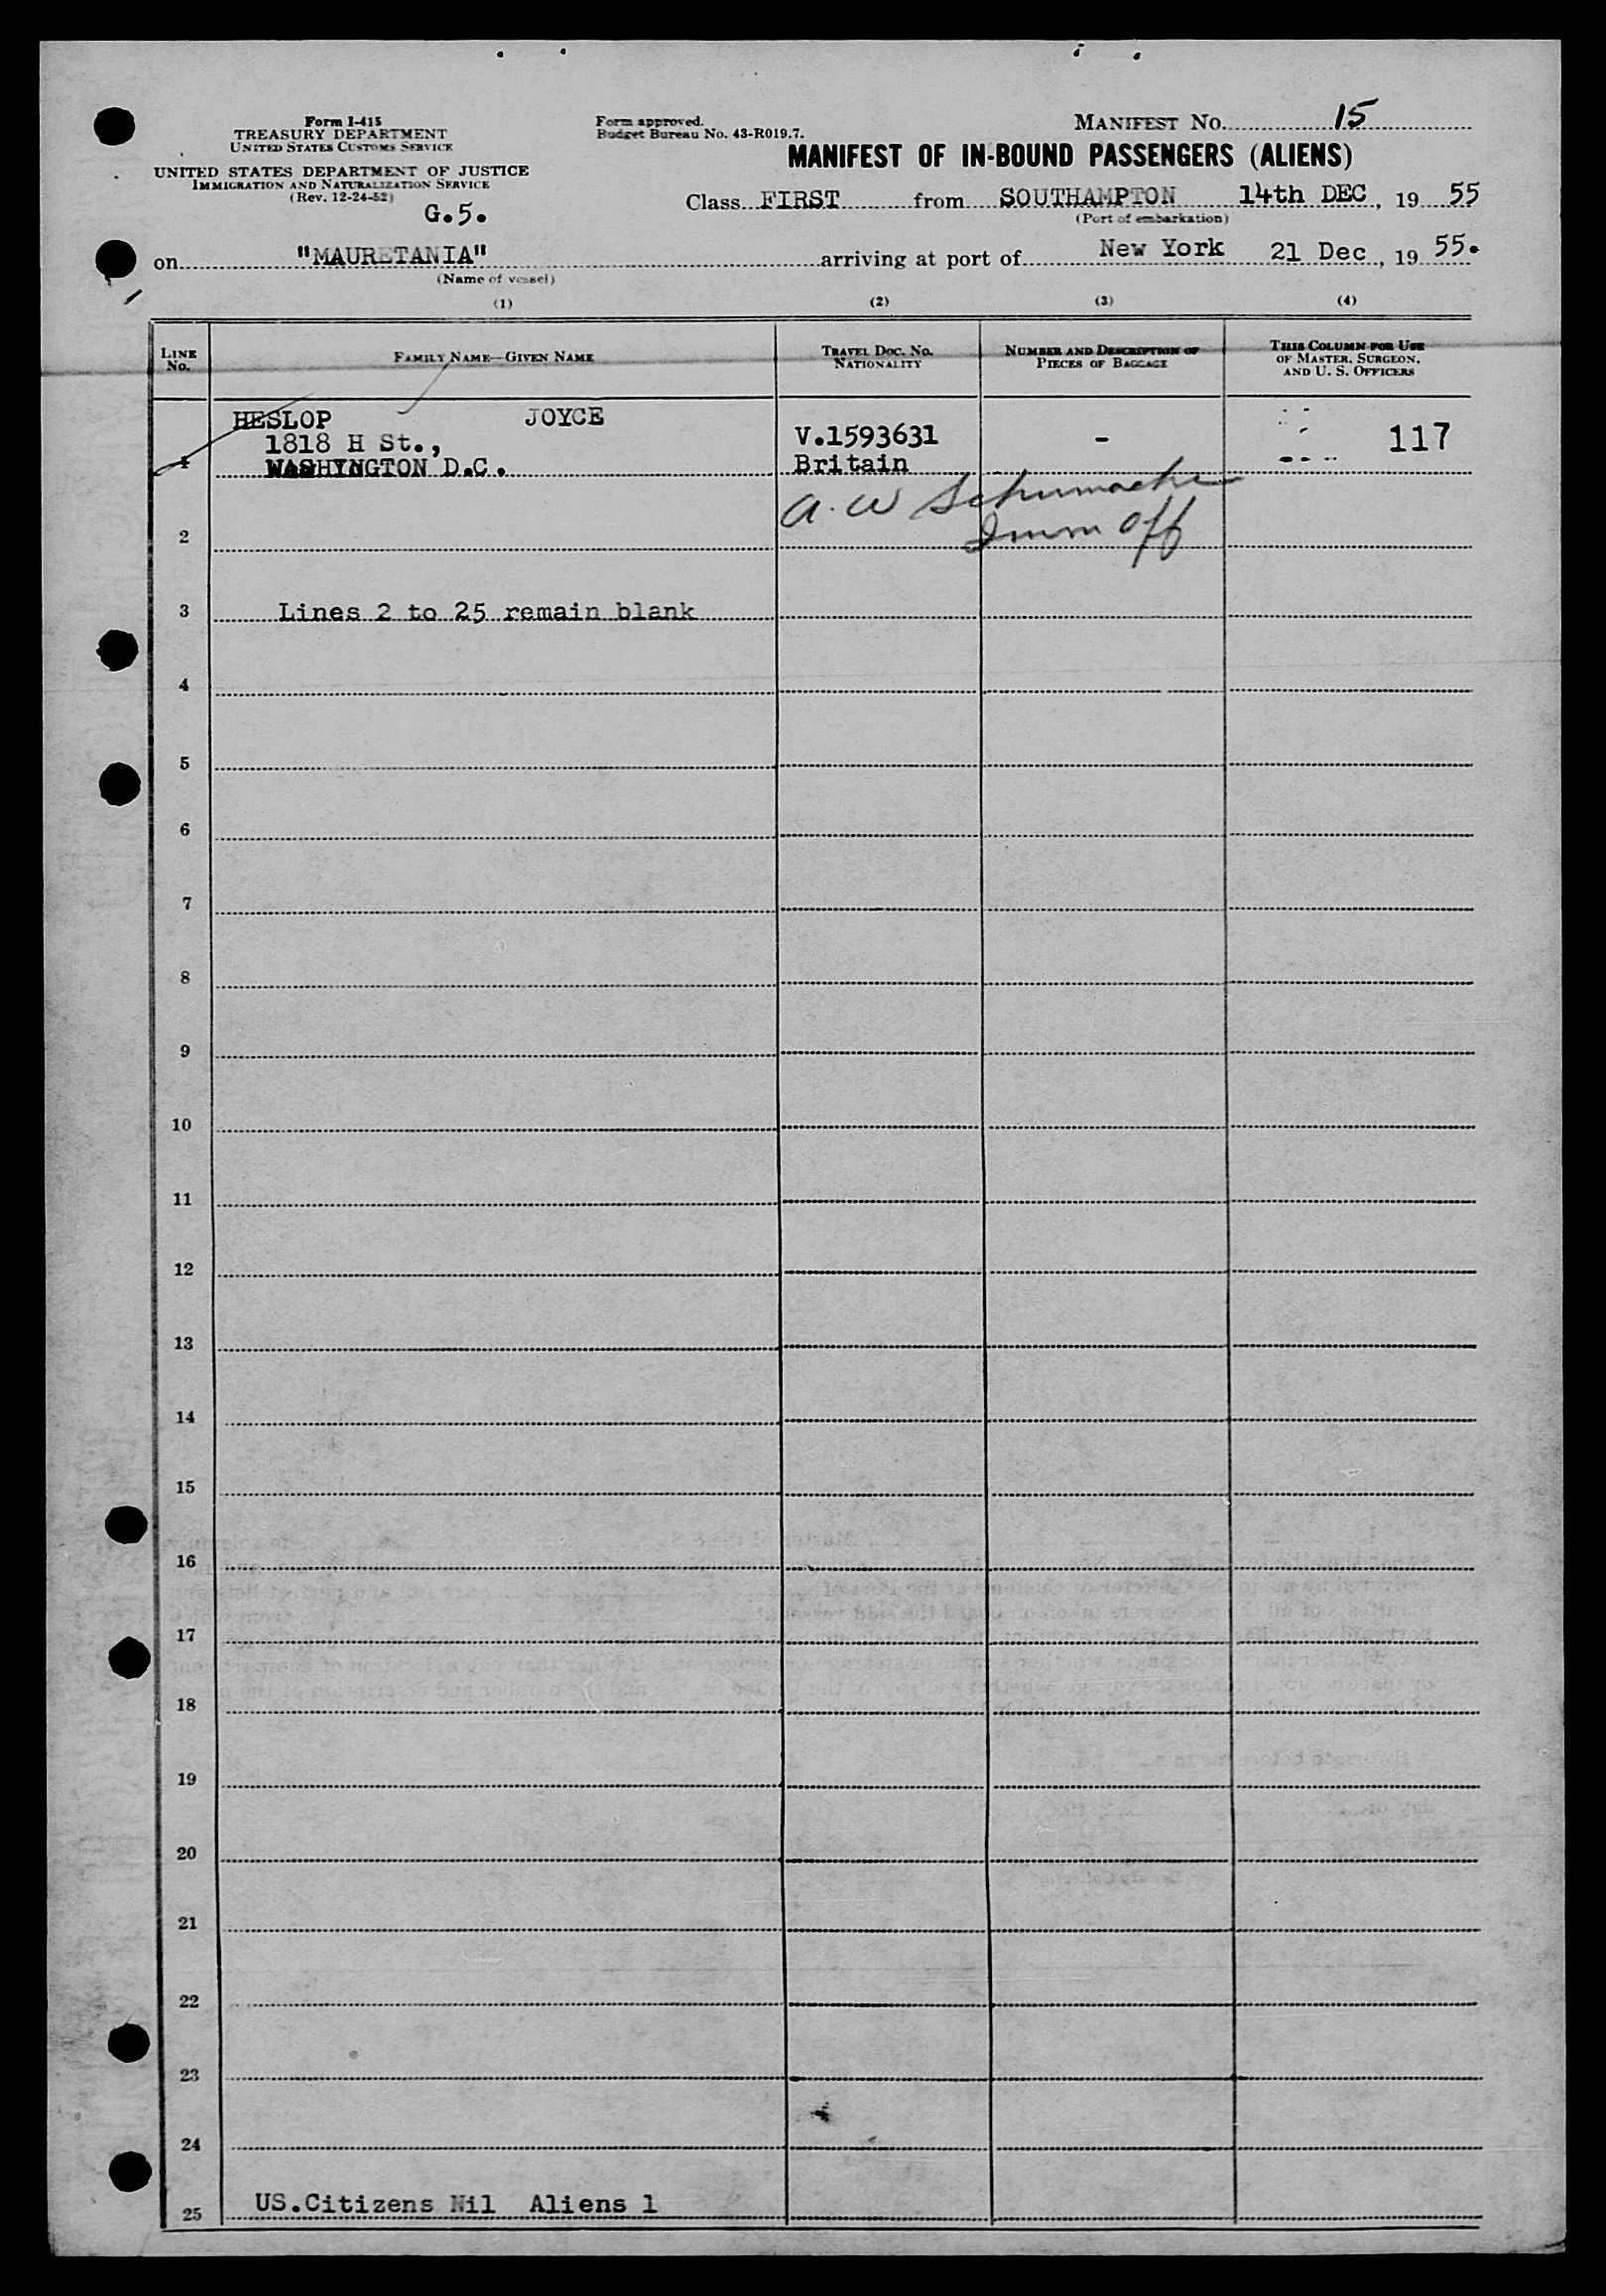 Form I-415
TREASURY DEPARTMENT
UNITED STATES CUSTOMS SERVICE
UNITED STATES DEPARTMENT OF JUSTICE
IMMIGRATION AND NATURALIZATION SERVICE
(Rev. 12-24-52)
G.5.
Form approved.
Budget Bureau No. 43-R019.7.
MANIFEST NO. 15
MANIFEST OF IN-BOUND PASSENGERS (ALIENS)
Class FIRST from SOUTHAMPTON 14th DEC, 19 55
(Port of embarkation)
on "MAURETANIA" arriving at port of New York 21 Dec, 19 55.
(Name of vessel)
(1) (2) (3) (4)
LINE NO.
FAMILY NAME—GIVEN NAME
TRAVEL DOC. NO.
NATIONALITY
NUMBER AND DESCRIPTION OF
PIECES OF BAGGAGE
THIS COLUMN FOR USE
OF MASTER, SURGEON,
AND U. S. OFFICERS
HESLOP JOYCE
1818 H St., V.1593631 - 117
1 WASHINGTON D.C. Britain
A. W Schumacher
2 Imm Off
3 Lines 2 to 25 remain blank
4
5
6
7
8
9
10
11
12
13
14
15
16
17
18
19
20
21
22
23
24
25 US.Citizens Nil Aliens 1